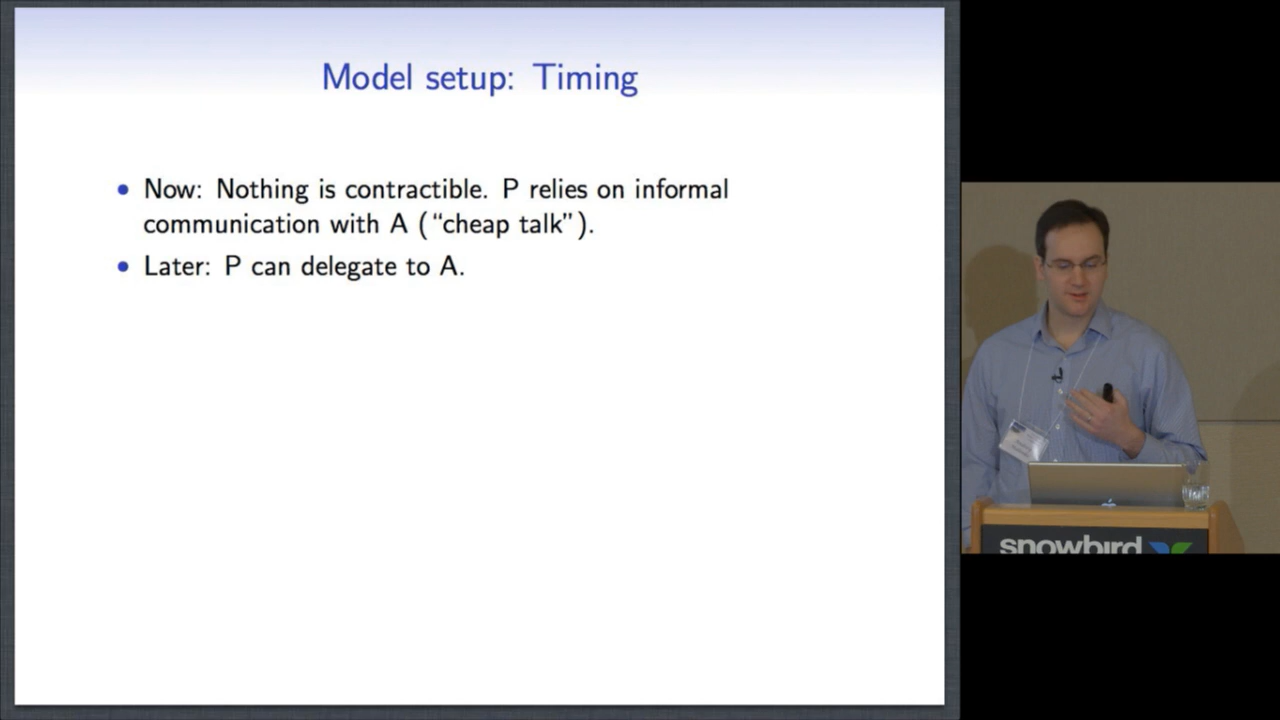 Model setup: Timing
• Now: Nothing is contractible. P relies on informal
communication with A (“cheap talk”).
• Later: P can delegate to A.
snowbird